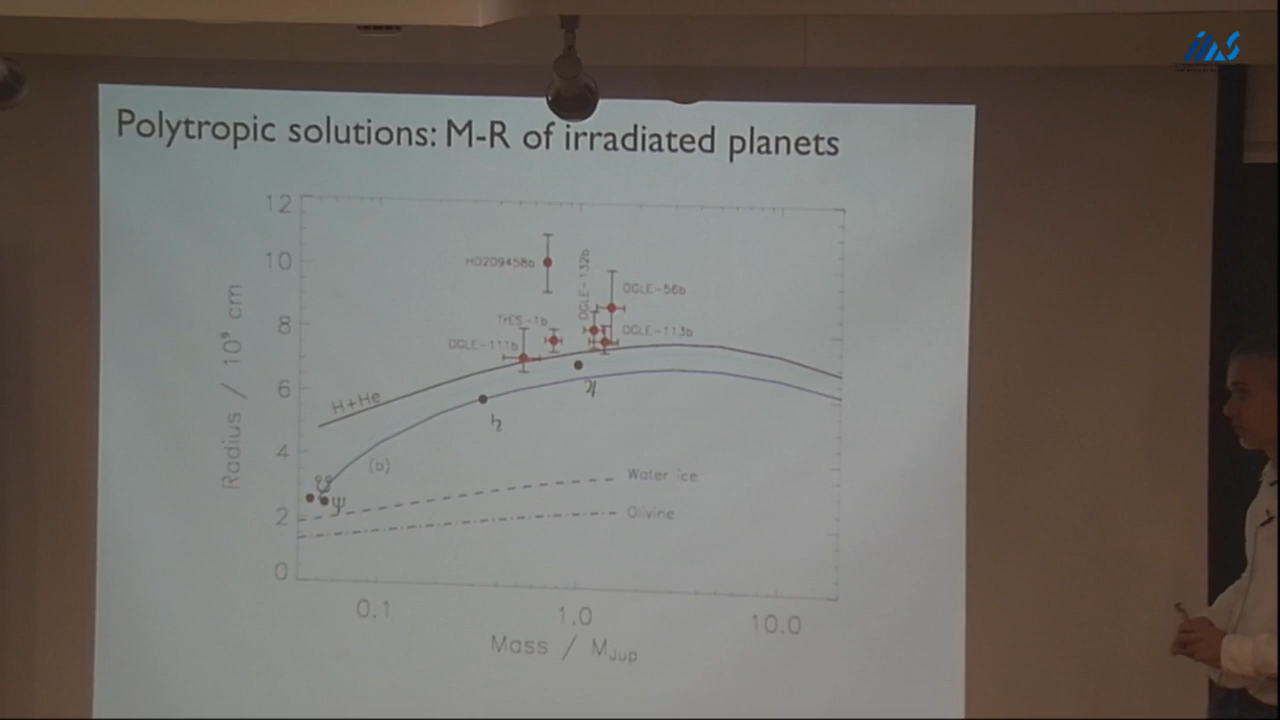 Polytropic solutions: M-R of irradiated planets
12
10
8
6
4
2
0
Radius / 10⁹ cm
HD209458b
OGLE-132b
OGLE-56b
TrES-1b
OGLE-113b
OGLE-111b
H+He
♃
♄
(b)
Water ice
Olivine
Ψ
0.1
1.0
10.0
Mass / MJup